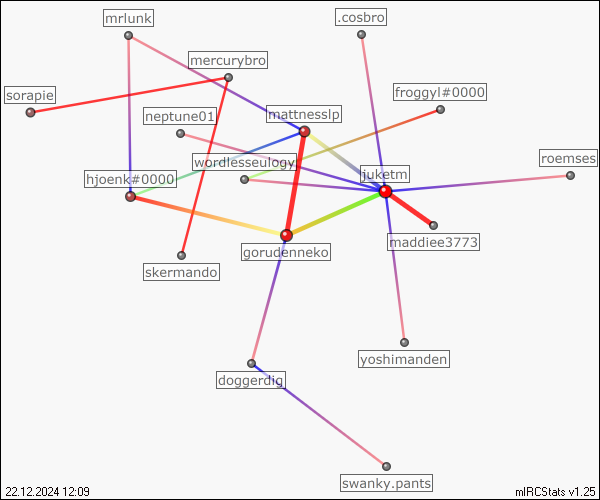 mrlunk
.cosbro
mercurybro
sorapie
froggyl#0000
neptune01
mattnesslp
wordlesseulogy
roemses
hjoenk#0000
juketm
gorudenneko
maddiee3773
skermando
yoshimanden
doggerdig
swanky.pants
22.12.2024 12:09
mIRCStats v1.25